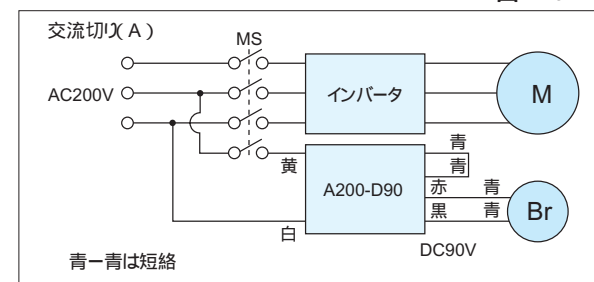 交流切り(A)
MS
AC200V
インバータ
M
黄
青
青
A200-D90
赤 青
黒 青
Br
白
DC90V
青ー青は短絡